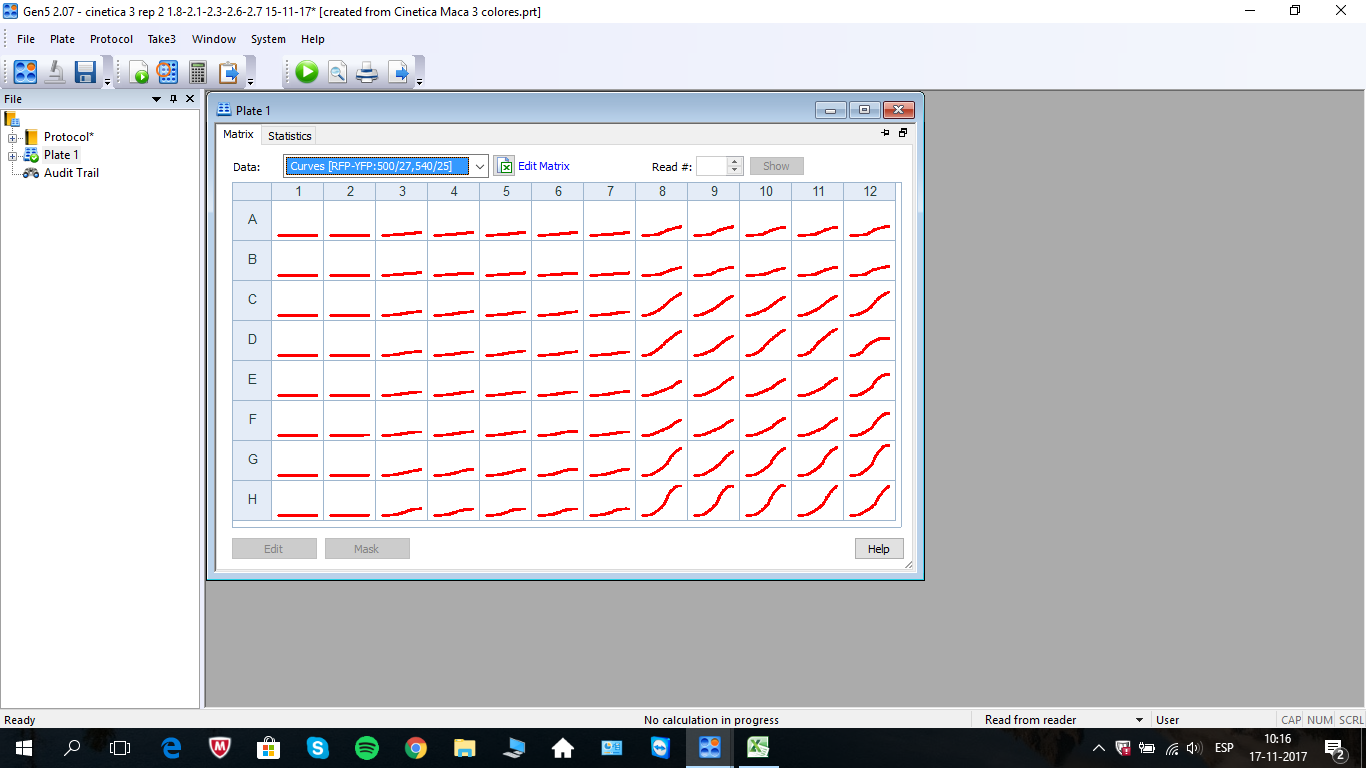 Gen5 2.07 - cinetica 3 rep 2 1.8-2.1-2.3-2.6-2.7 15-11-17* [created from Cinetica Maca 3 colores.prt]
File Plate Protocol Take3 Window System Help
File
Protocol*
Plate 1
Audit Trail
Plate 1
Matrix Statistics
Data: Curves [RFP-YFP:500/27,540/25] Edit Matrix Read #: Show
1 2 3 4 5 6 7 8 9 10 11 12
A
B
C
D
E
F
G
H
Edit Mask Help
Ready No calculation in progress Read from reader User CAP NUM SCRL
ESP 10:16
17-11-2017
2